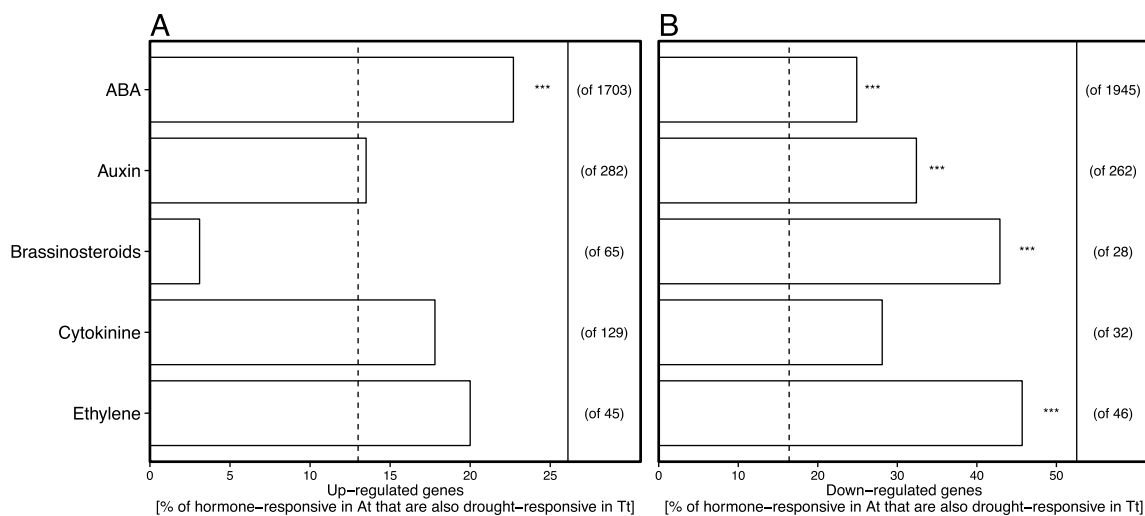 A
B
ABA
***
(of 1703)
***
(of 1945)
Auxin
(of 282)
***
(of 262)
Brassinosteroids
(of 65)
***
(of 28)
Cytokinine
(of 129)
(of 32)
Ethylene
(of 45)
***
(of 46)
0 5 10 15 20 25
0 10 20 30 40 50
Up−regulated genes
[% of hormone−responsive in At that are also drought−responsive in Tt]
Down−regulated genes
[% of hormone−responsive in At that are also drought−responsive in Tt]